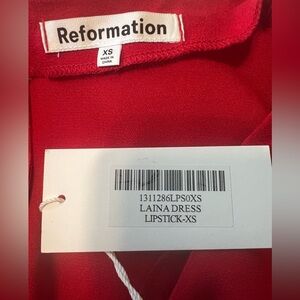 Reformation
XS
MADE IN
CHINA
1311286LPS0XS
LAINA DRESS
LIPSTICK-XS